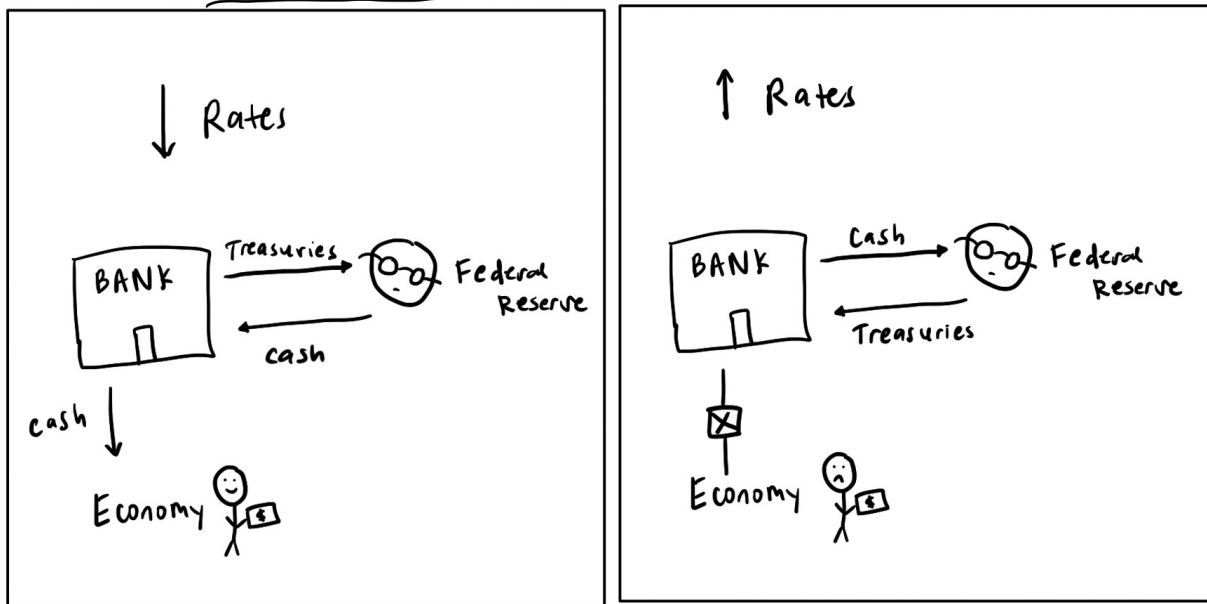 Rates
BANK
Treasuries
Federal
Reserve
cash
cash
Economy
$
Rates
BANK
Cash
Federal
Reserve
Treasuries
X
Economy
$